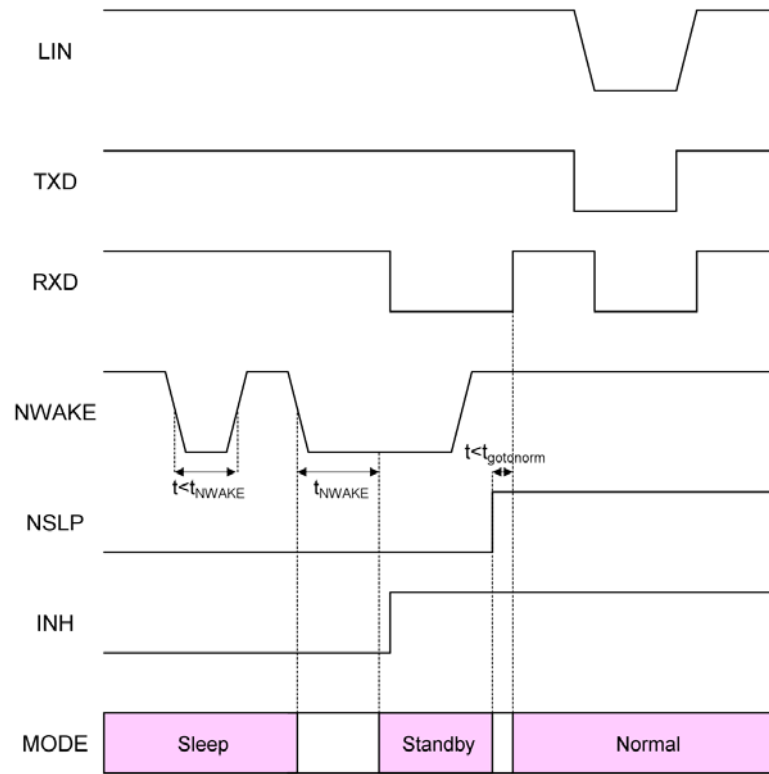 LIN
TXD
RXD
NWAKE
t<tgotonorm
t<tNWAKE
tNWAKE
NSLP
INH
MODE
Sleep
Standby
Normal